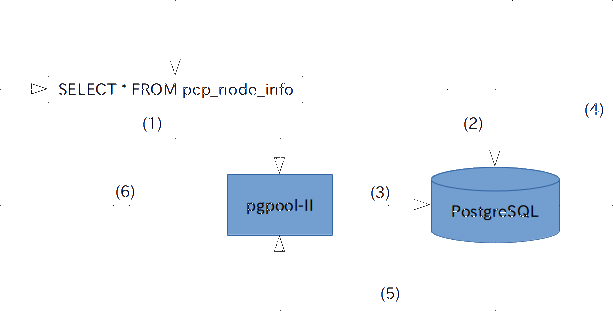 SELECT * FROM pcp_node_info
(1)
(2)
(4)
(6)
pgpool-II
(3)
PostgreSQL
(5)